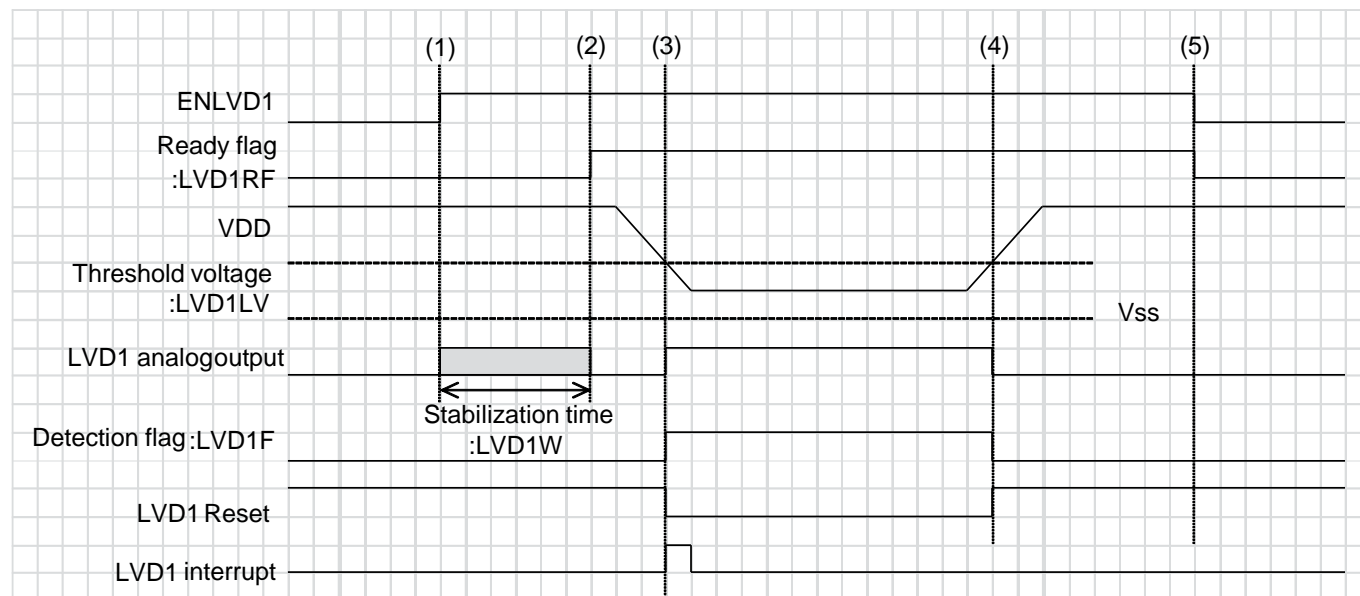 (1) (2) (3) (4) (5)
ENLVD1
Ready flag
:LVD1RF
VDD
Threshold voltage
:LVD1LV
Vss
LVD1 analogoutput
Stabilization time
:LVD1W
Detection flag:LVD1F
LVD1 Reset
LVD1 interrupt